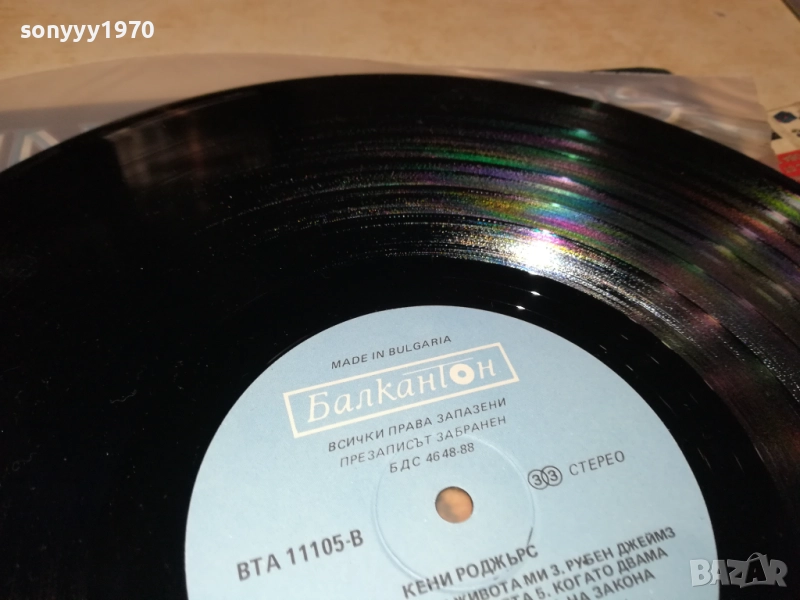 sonyyy1970
MADE IN BULGARIA
Балкантон
ВСИЧКИ ПРАВА ЗАПАЗЕНИ
ПРЕЗАПИСЪТ ЗАБРАНЕН
БДС 4648-88
33 СТЕРЕО
ВТА 11105-В
КЕНИ РОДЖЪРС
ЖИВОТА МИ 3. РУБЕН ДЖЕЙМЗ
5. КОГАТО ДВАМА
НА ЗАКОНА
BAZAR